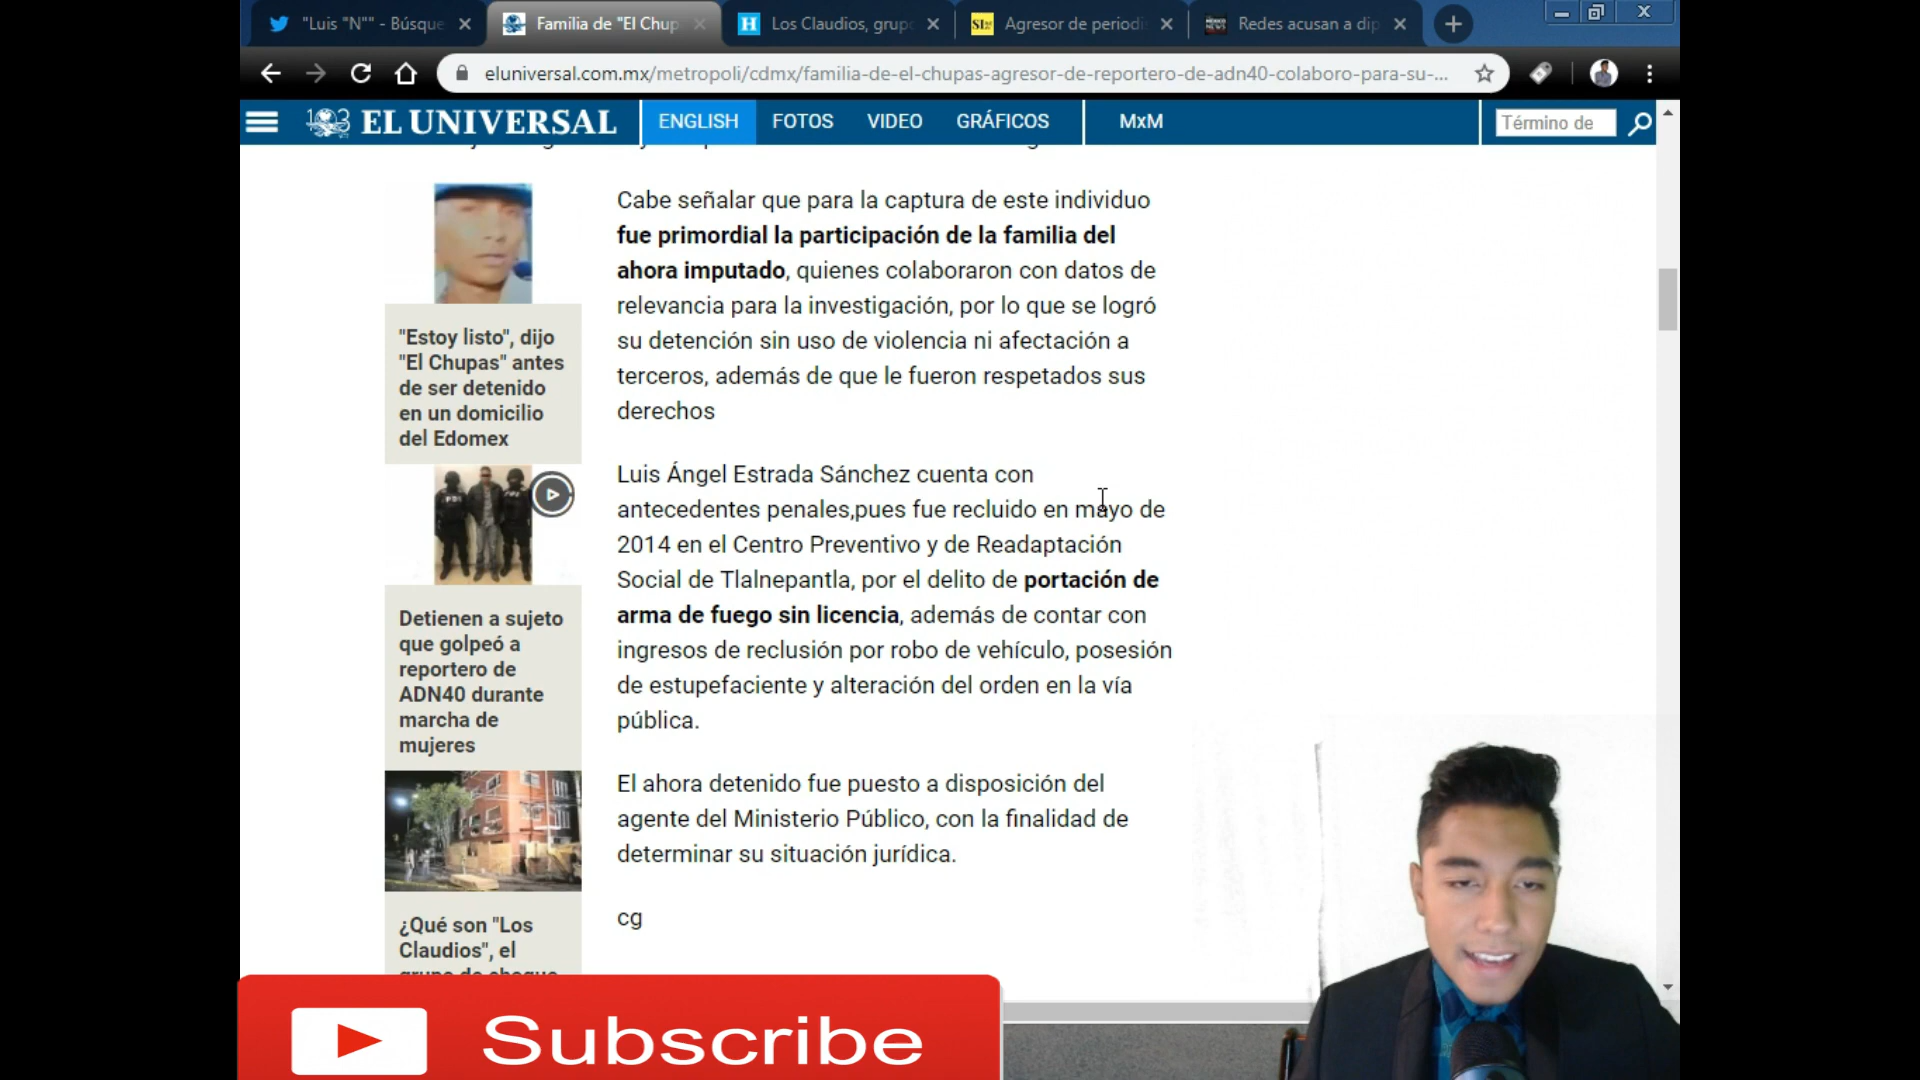 "Luis "N"" - Búsque
Familia de "El Chup
Los Claudios, grup
Agresor de periodi
Redes acusan a dip
eluniversal.com.mx/metropoli/cdmx/familia-de-el-chupas-agresor-de-reportero-de-adn40-colaboro-para-su-...
EL UNIVERSAL
ENGLISH
FOTOS
VIDEO
GRÁFICOS
MxM
Término de
"Estoy listo", dijo
"El Chupas" antes
de ser detenido
en un domicilio
del Edomex
Detienen a sujeto
que golpeó a
reportero de
ADN40 durante
marcha de
mujeres
¿Qué son "Los
Claudios", el
grupo de choque
Cabe señalar que para la captura de este individuo
fue primordial la participación de la familia del
ahora imputado, quienes colaboraron con datos de
relevancia para la investigación, por lo que se logró
su detención sin uso de violencia ni afectación a
terceros, además de que le fueron respetados sus
derechos
Luis Ángel Estrada Sánchez cuenta con
antecedentes penales,pues fue recluido en mayo de
2014 en el Centro Preventivo y de Readaptación
Social de Tlalnepantla, por el delito de portación de
arma de fuego sin licencia, además de contar con
ingresos de reclusión por robo de vehículo, posesión
de estupefaciente y alteración del orden en la vía
pública.
El ahora detenido fue puesto a disposición del
agente del Ministerio Público, con la finalidad de
determinar su situación jurídica.
cg
Subscribe